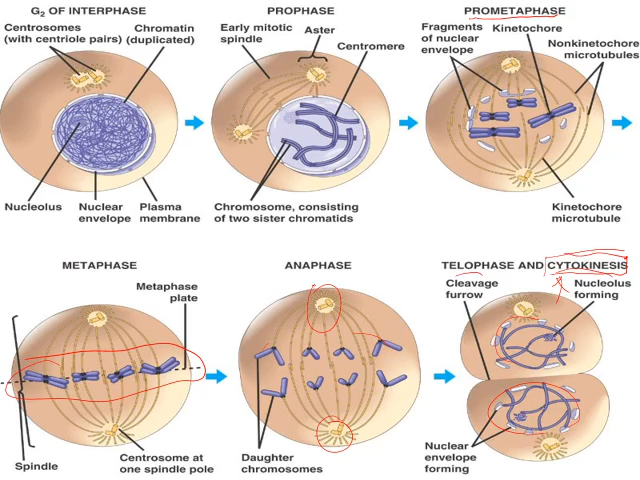 G2 OF INTERPHASE
Centrosomes
(with centriole pairs)
Chromatin
(duplicated)
Nucleolus
Nuclear
envelope
Plasma
membrane
PROPHASE
Early mitotic
spindle
Aster
Centromere
Chromosome, consisting
of two sister chromatids
PROMETAPHASE
Fragments
of nuclear
envelope
Kinetochore
Nonkinetochore
microtubules
Kinetochore
microtubule
METAPHASE
Metaphase
plate
Spindle
Centrosome at
one spindle pole
ANAPHASE
Daughter
chromosomes
TELOPHASE AND CYTOKINESIS
Cleavage
furrow
Nucleolus
forming
Nuclear
envelope
forming